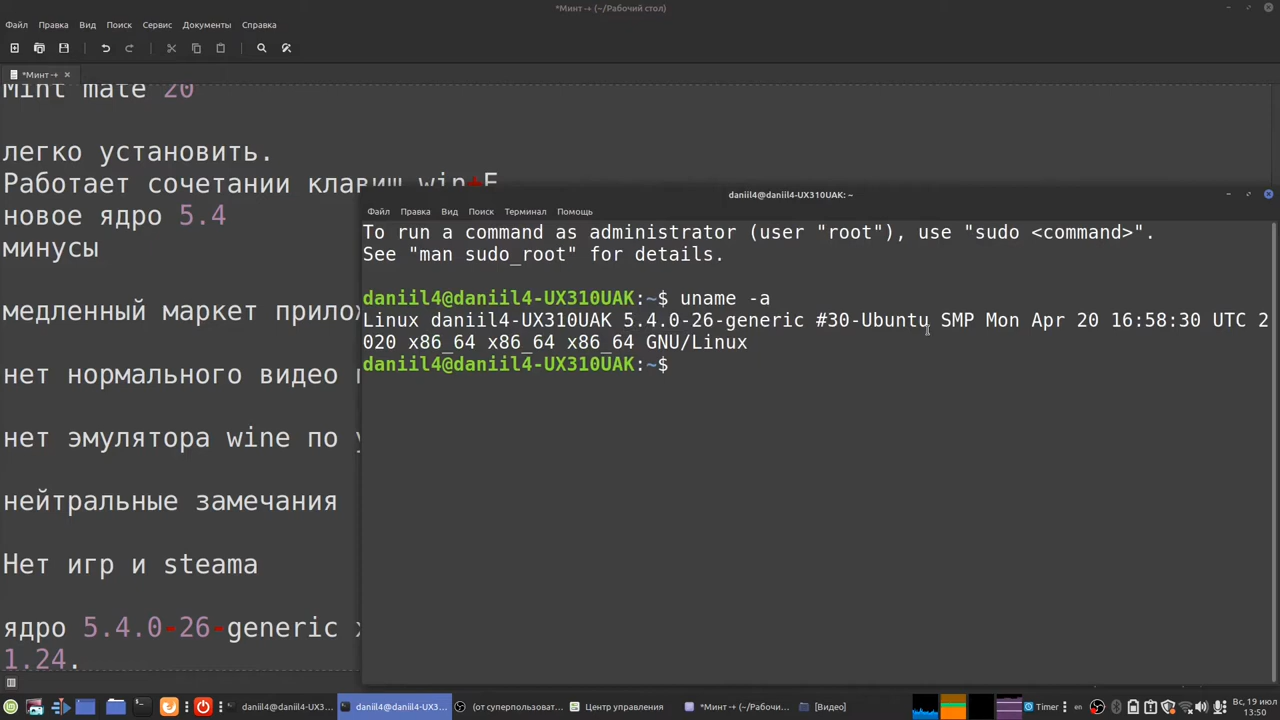 *Минт -+ (~/Рабочий стол)
Файл Правка Вид Поиск Сервис Документы Справка
*Минт -+
Mint mate 20
легко установить.
Работает сочетании клавиш win+E
новое ядро 5.4
минусы
медленный маркет прилож
нет нормального видео
нет эмулятора wine по
нейтральные замечания
Нет игр и steama
ядро 5.4.0-26-generic
1.24.
daniil4@daniil4-UX310UAK: ~
Файл Правка Вид Поиск Терминал Помощь
To run a command as administrator (user "root"), use "sudo <command>".
See "man sudo_root" for details.
daniil4@daniil4-UX310UAK:~$ uname -a
Linux daniil4-UX310UAK 5.4.0-26-generic #30-Ubuntu SMP Mon Apr 20 16:58:30 UTC 2
020 x86_64 x86_64 x86_64 GNU/Linux
daniil4@daniil4-UX310UAK:~$
daniil4@daniil4-UX3... daniil4@daniil4-UX3... (от суперпользоват... Центр управления *Минт -+ (~/Рабочи... [Видео] Timer en Вс, 19 июл
13:50